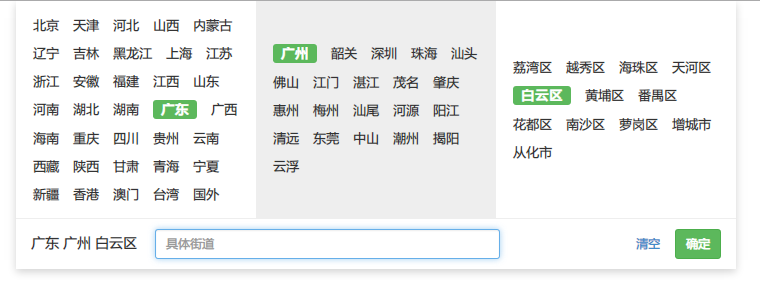 北京 天津 河北 山西 内蒙古
辽宁 吉林 黑龙江 上海 江苏
浙江 安徽 福建 江西 山东
河南 湖北 湖南 广东 广西
海南 重庆 四川 贵州 云南
西藏 陕西 甘肃 青海 宁夏
新疆 香港 澳门 台湾 国外
广州 韶关 深圳 珠海 汕头
佛山 江门 湛江 茂名 肇庆
惠州 梅州 汕尾 河源 阳江
清远 东莞 中山 潮州 揭阳
云浮
荔湾区 越秀区 海珠区 天河区
白云区 黄埔区 番禺区
花都区 南沙区 萝岗区 增城市
从化市
广东 广州 白云区 具体街道 清空 确定